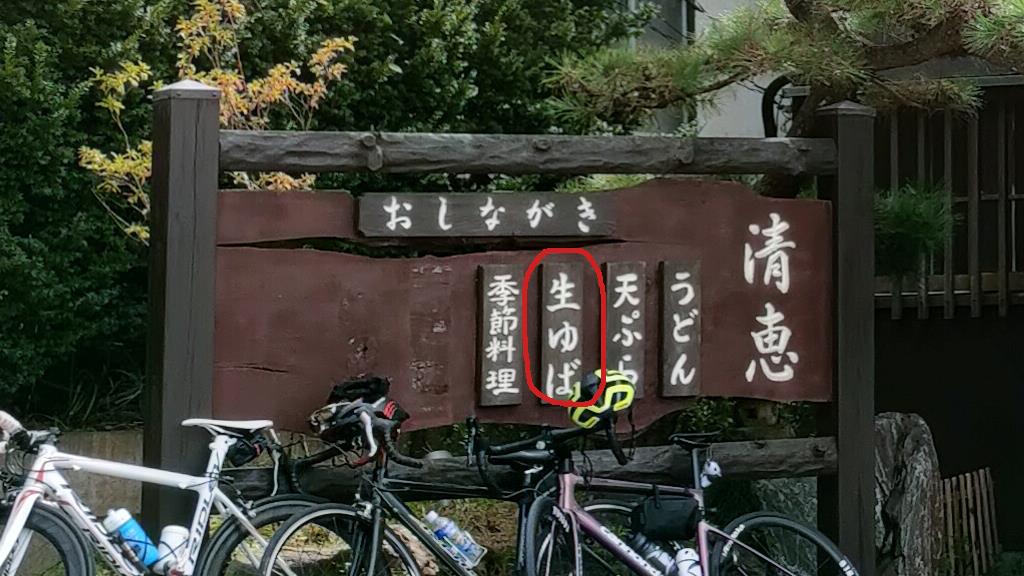 おしながき
清恵
うどん
天ぷら
生ゆば
季節料理